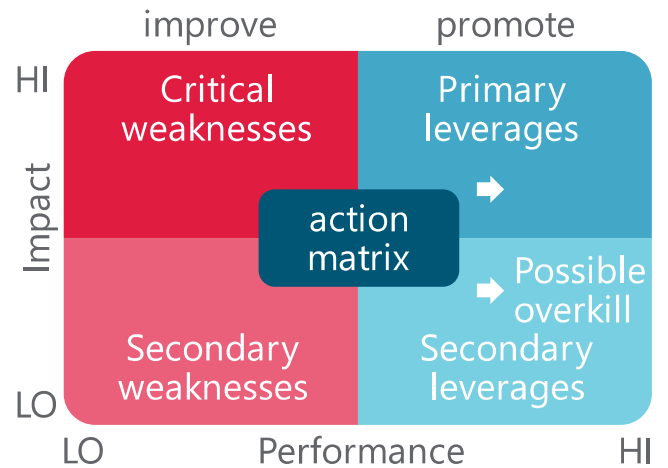 improve
promote
HI
Critical
weaknesses
Primary
leverages
Impact
action
matrix
Possible
overkill
Secondary
weaknesses
Secondary
leverages
LO
LO
Performance
HI